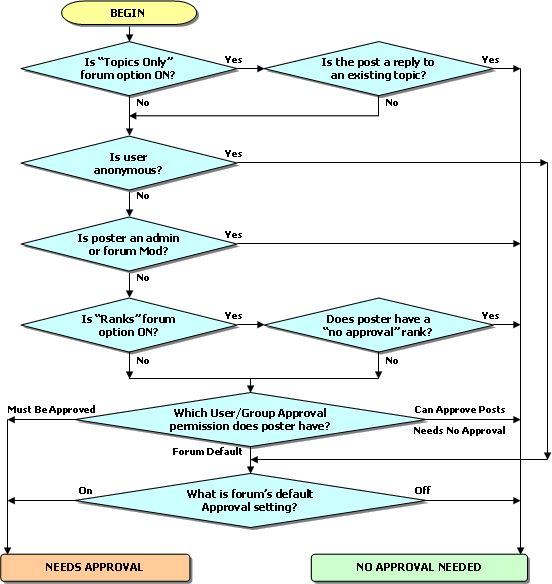 BEGIN
Is “Topics Only”
forum option ON?
Yes
Is the post a reply to
an existing topic?
Yes
No
No
Is user
anonymous?
Yes
No
Is poster an admin
or forum Mod?
Yes
No
Is “Ranks” forum
option ON?
Yes
Does poster have a
“no approval” rank?
Yes
No
No
Must Be Approved
Which User/Group Approval
permission does poster have?
Can Approve Posts
Needs No Approval
Forum Default
On
What is forum’s default
Approval setting?
Off
NEEDS APPROVAL
NO APPROVAL NEEDED